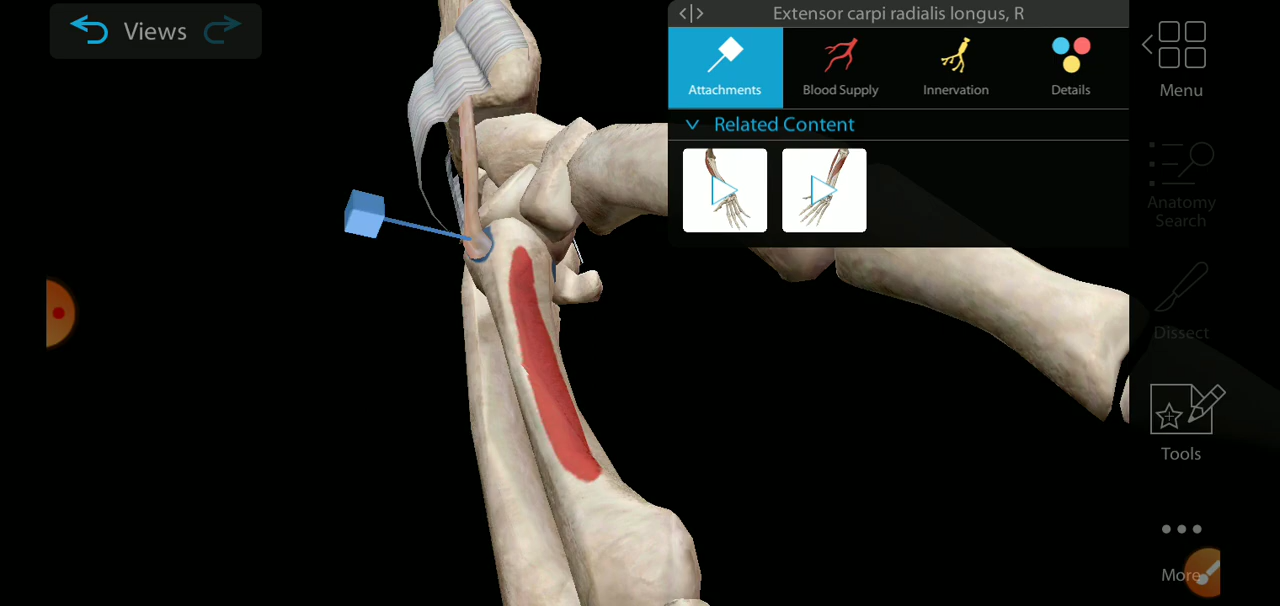 Views
Extensor carpi radialis longus, R
Attachments
Blood Supply
Innervation
Details
Related Content
Menu
Anatomy
Search
Dissect
Tools
More